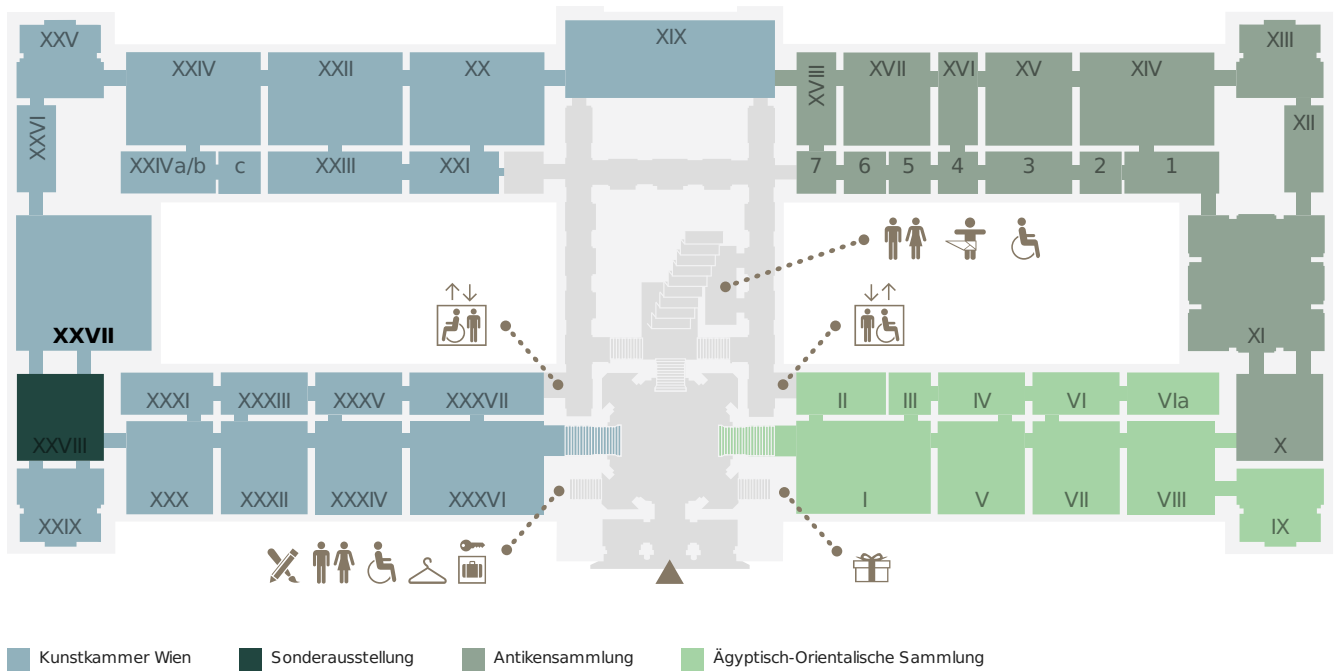 XIX
XXV
XIII
XXIV
XXII
XX
XVIII
XVII
XVI
XV
XIV
XXVI
XII
XXIVa/b
c
XXIII
XXI
7
6
5
4
3
2
1
XXVII
XI
XXXI
XXXIII
XXXV
XXXVII
II
III
IV
VI
VIa
XXVIII
X
XXX
XXXII
XXXIV
XXXVI
I
V
VII
VIII
XXIX
IX
Kunstkammer Wien
Sonderausstellung
Antikensammlung
Ägyptisch-Orientalische Sammlung